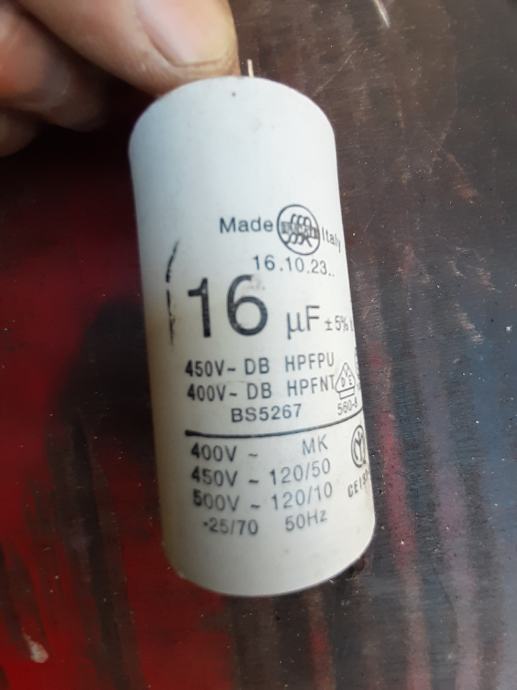 Made Italy
16.10.23..
16 µF ±5%
450V~ DB HPFPU
400V~ DB HPFNT
BS5267
560-8
400V ~ MK
450V ~ 120/50
500V ~ 120/10
-25/70 50Hz